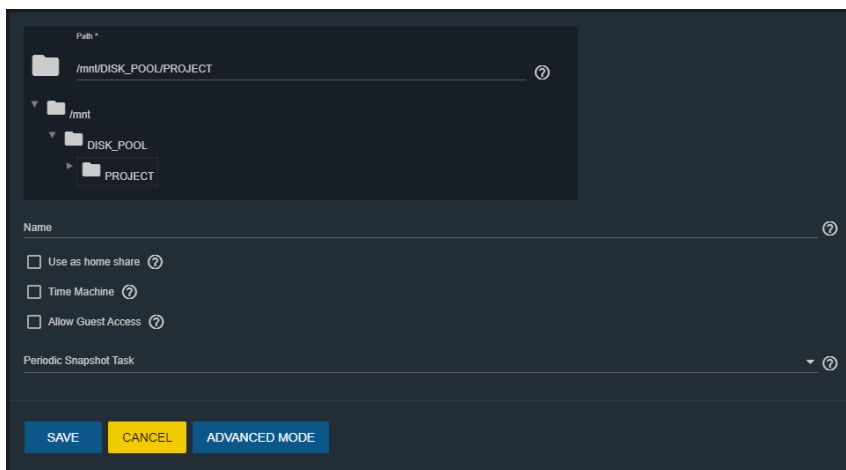 Path *
/mnt/DISK_POOL/PROJECT
/mnt
DISK_POOL
PROJECT
Name
Use as home share
Time Machine
Allow Guest Access
Periodic Snapshot Task
SAVE CANCEL ADVANCED MODE